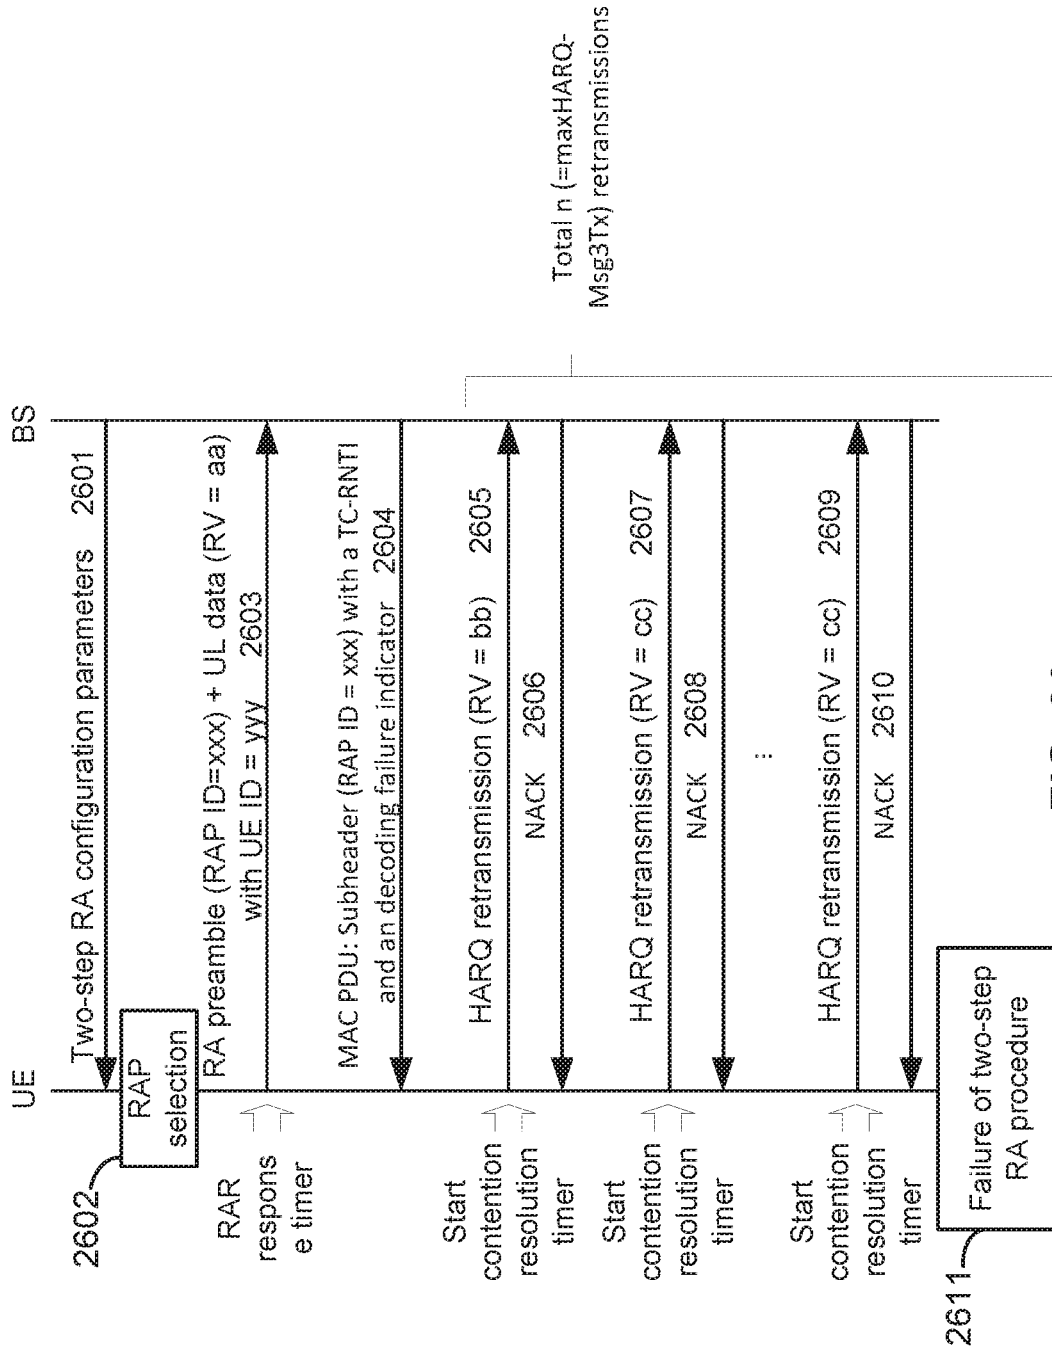 UE
BS
Two-step RA configuration parameters 2601
2602
RAP
selection
RA preamble (RAP ID=xxx) + UL data (RV = aa)
with UE ID = yyy 2603
RAR
respons
e timer
MAC PDU: Subheader (RAP ID = xxx) with a TC-RNTI
and an decoding failure indicator 2604
Start
contention
resolution
timer
HARQ retransmission (RV = bb) 2605
NACK 2606
Start
contention
resolution
timer
HARQ retransmission (RV = cc) 2607
NACK 2608
...
Start
contention
resolution
timer
HARQ retransmission (RV = cc) 2609
NACK 2610
Total n (=maxHARQ-
Msg3Tx) retransmissions
2611
Failure of two-step
RA procedure